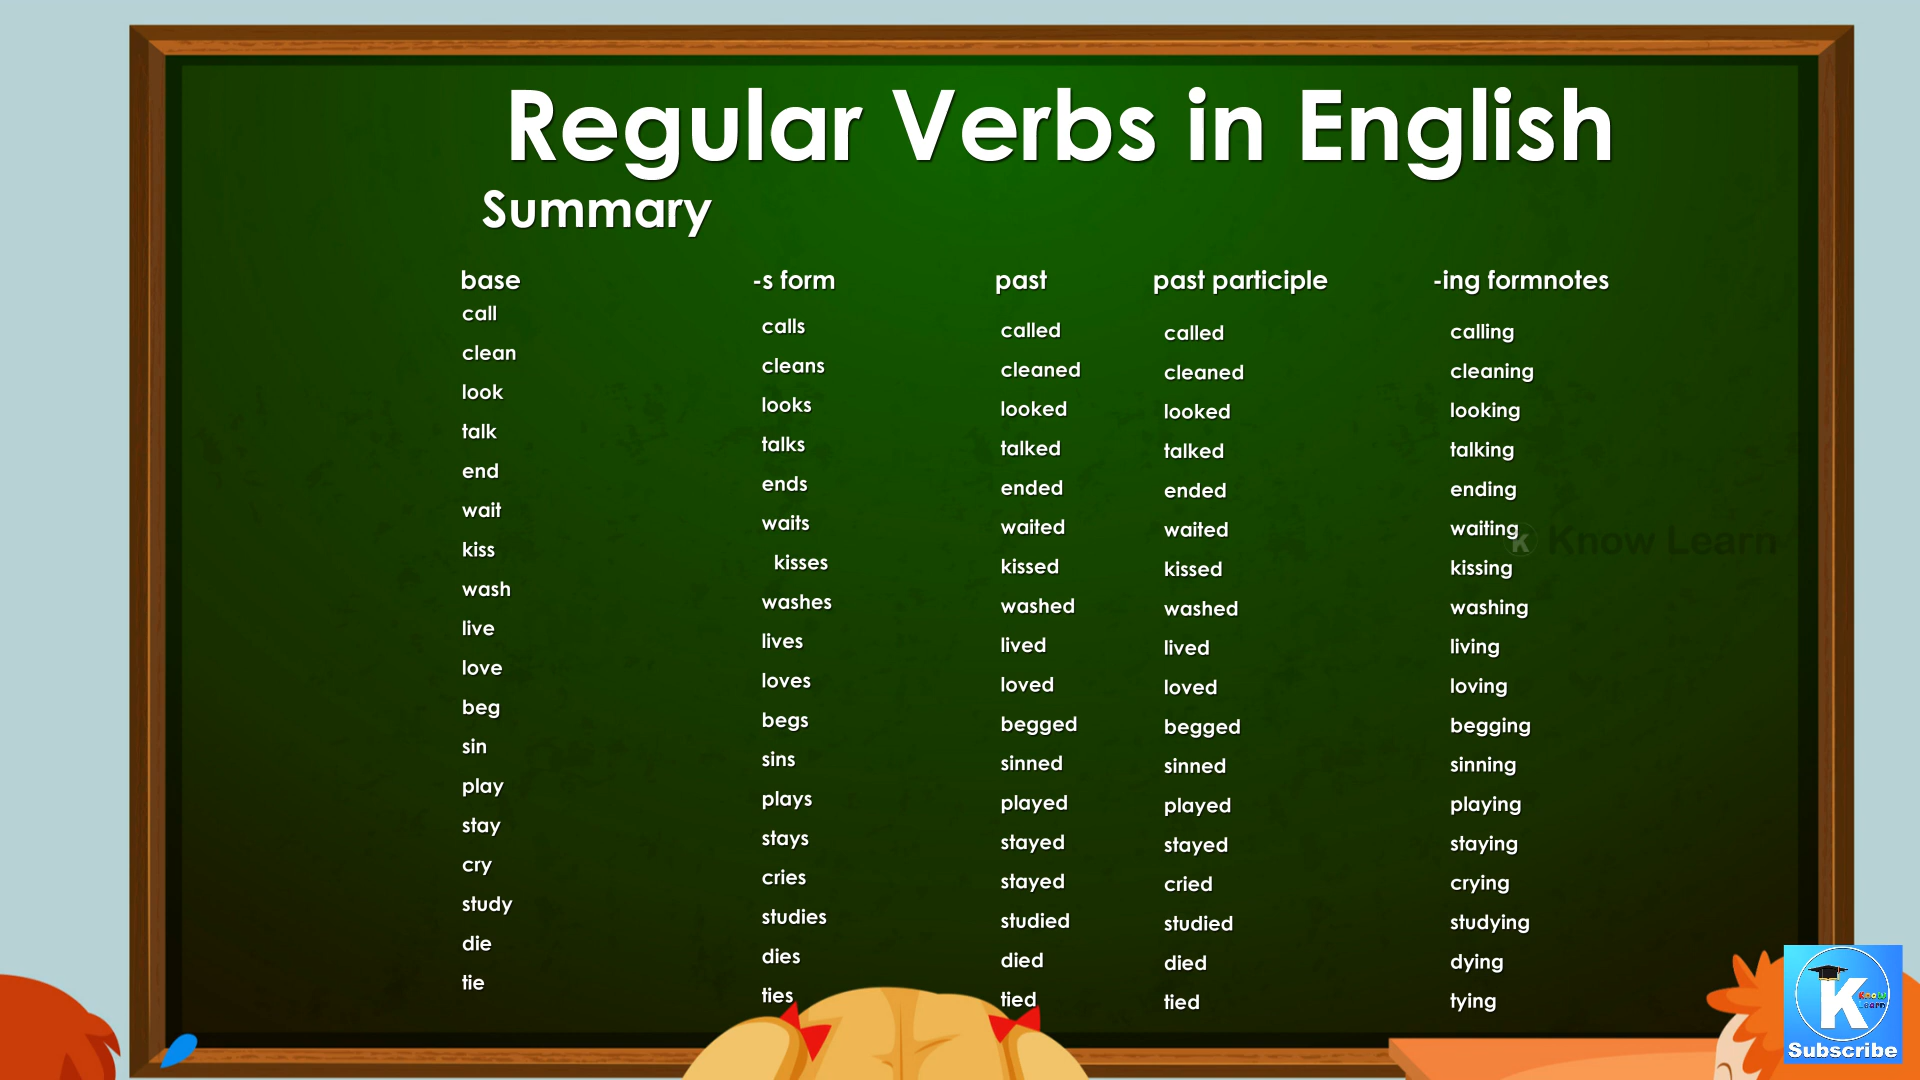 Regular Verbs in English
Summary
base -s form past past participle -ing formnotes
call calls called called calling
clean cleans cleaned cleaned cleaning
look looks looked looked looking
talk talks talked talked talking
end ends ended ended ending
wait waits waited waited waiting
kiss kisses kissed kissed kissing
wash washes washed washed washing
live lives lived lived living
love loves loved loved loving
beg begs begged begged begging
sin sins sinned sinned sinning
play plays played played playing
stay stays stayed stayed staying
cry cries stayed cried crying
study studies studied studied studying
die dies died died dying
tie ties tied tied tying
K Know Learn
K Know Learn
Subscribe